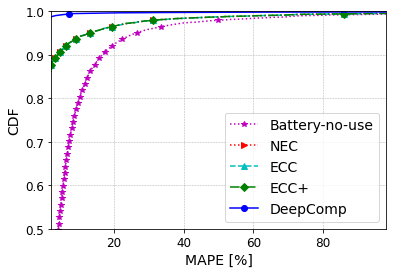 1.0
0.9
0.8
0.7
0.6
0.5
CDF
20
40
60
80
MAPE [%]
Battery-no-use
NEC
ECC
ECC+
DeepComp